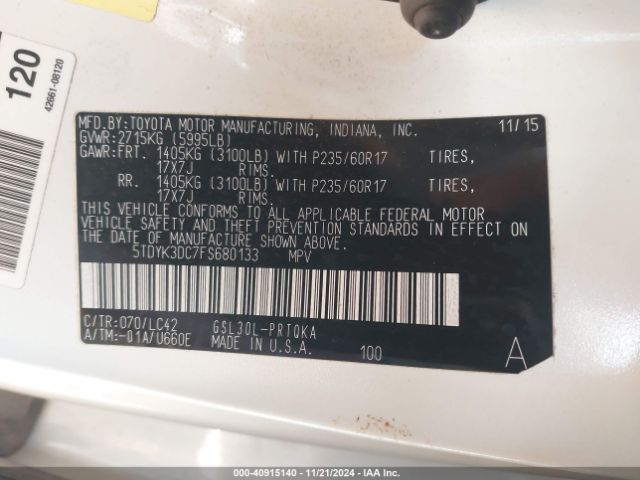 120
42661-08120
MFD. BY: TOYOTA MOTOR MANUFACTURING, INDIANA, INC. 11/15
GVWR: 2715KG (5995LB)
GAWR: FRT. 1405KG (3100LB) WITH P235/60R17 TIRES,
17X7J RIMS.
RR. 1405KG (3100LB) WITH P235/60R17 TIRES,
17X7J RIMS.
THIS VEHICLE CONFORMS TO ALL APPLICABLE FEDERAL MOTOR
VEHICLE SAFETY AND THEFT PREVENTION STANDARDS IN EFFECT ON
THE DATE OF MANUFACTURE SHOWN ABOVE.
5TDYK3DC7FS680133 MPV
C/TR: 070/LC42 GSL30L-PRTQKA
A/TM: -01A/U660E MADE IN U.S.A. 100
A
000-40915140 - 11/21/2024 - IAA Inc.